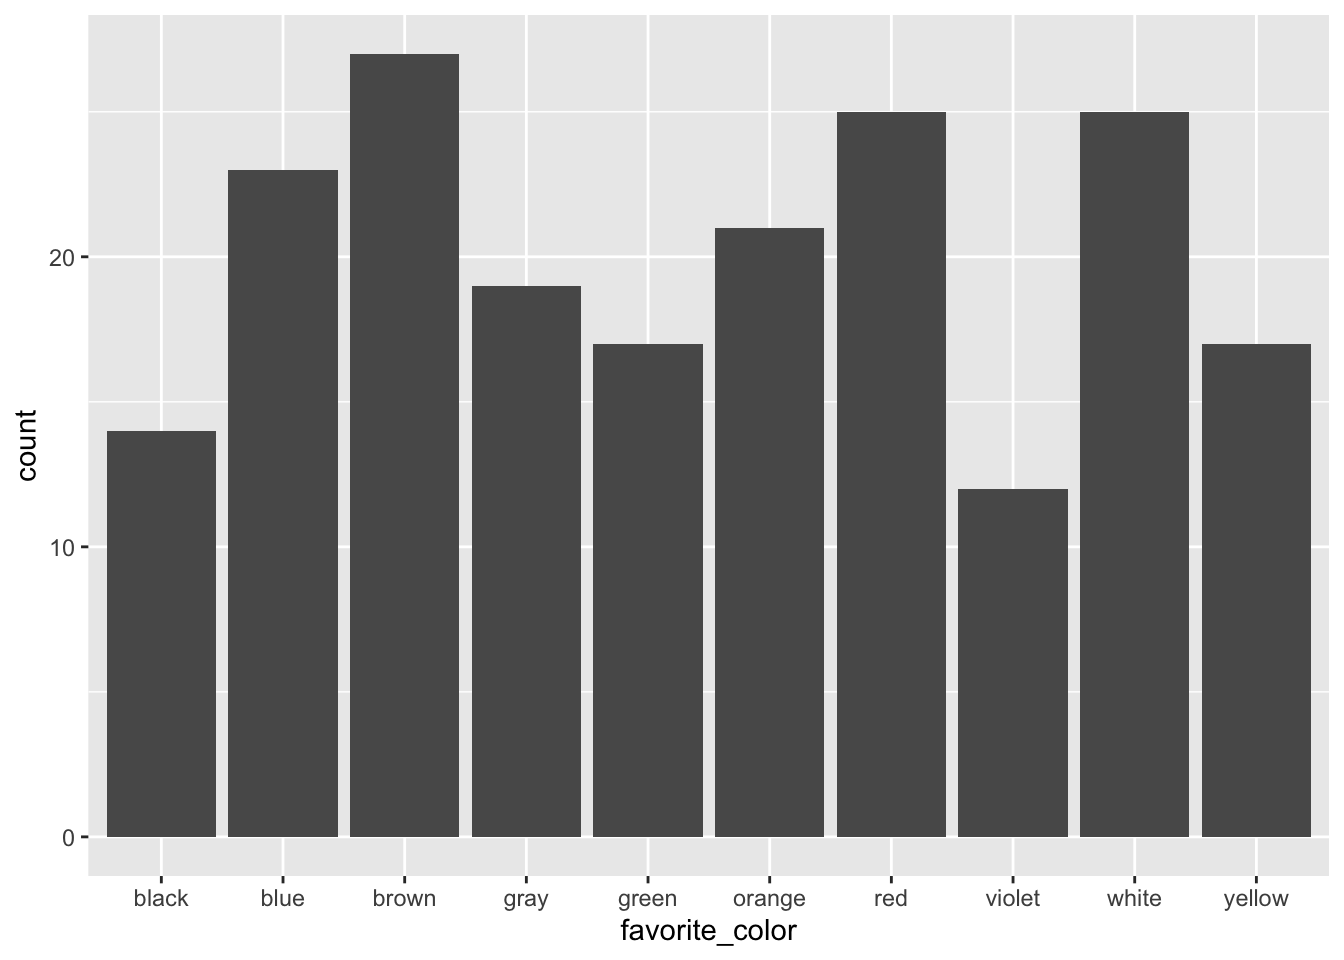 count
20
10
0
black blue brown gray green orange red violet white yellow
favorite_color